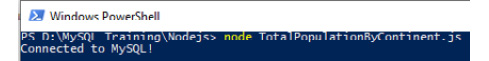 Windows PowerShell
PS D:\MySQL Training\Nodejs> node TotalPopulationByContinent.js
Connected to MySQL!